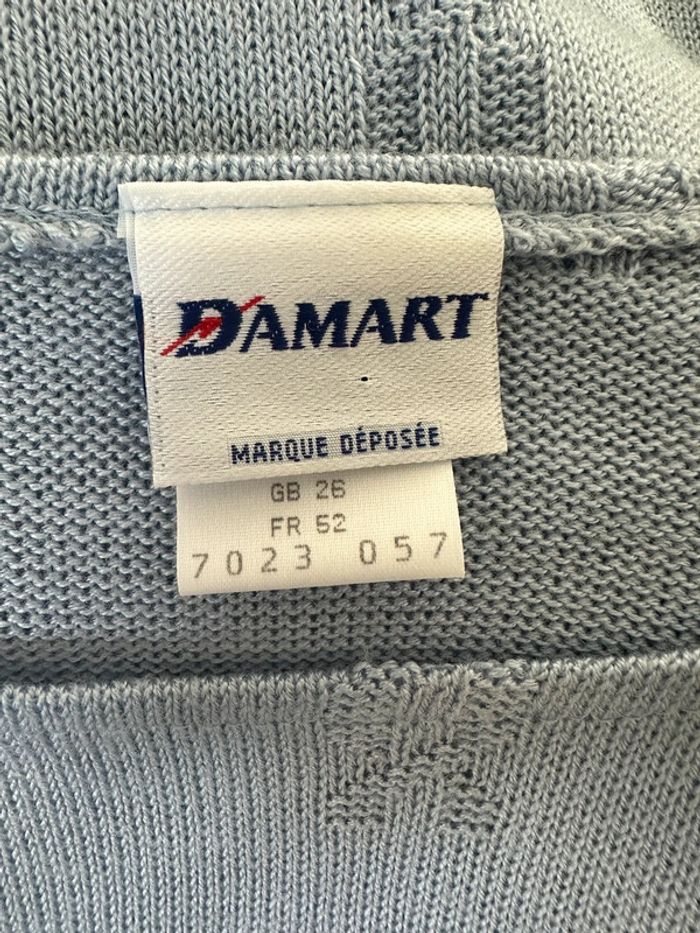 DAMART
MARQUE DÉPOSÉE
GB 26
FR 52
7023 057